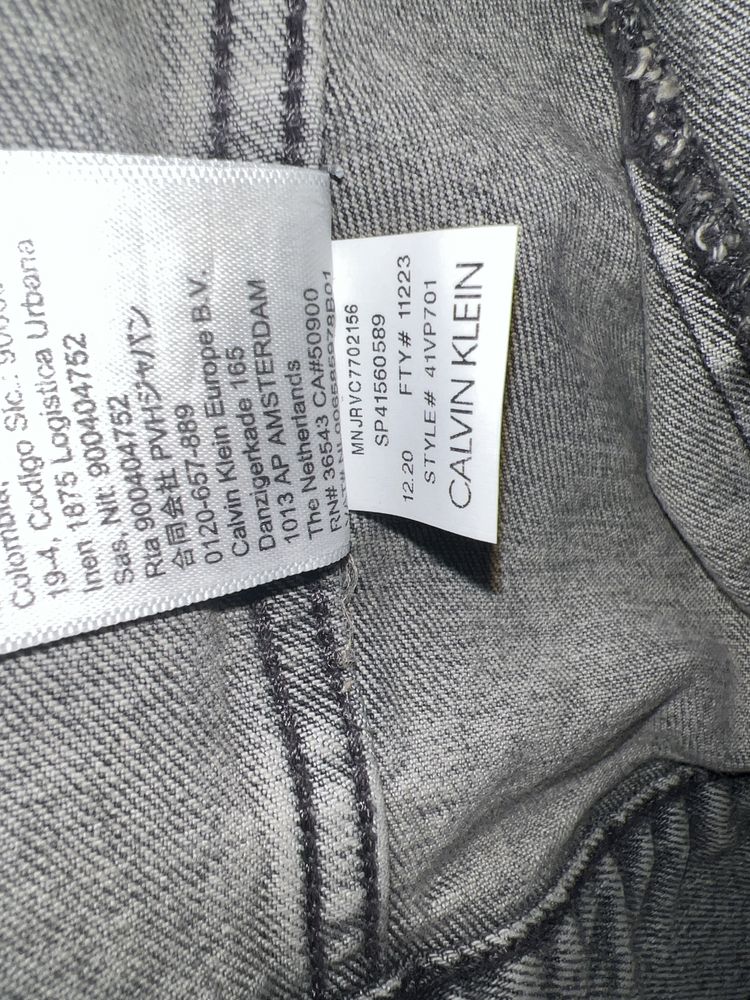 Colombia,
19-4, Codigo Sic..:
Inen 1875 Logistica Urbana
Sas, Nit: 900404752
Rta 900404752
合同会社 PVHジャパン
0120-657-889
Calvin Klein Europe B.V.
Danzigerkade 165
1013 AP AMSTERDAM
The Netherlands
RN# 36543 CA#50900
MNJRVC7702156
SP41560589
12.20 FTY# 11223
STYLE# 41VP701
CALVIN KLEIN